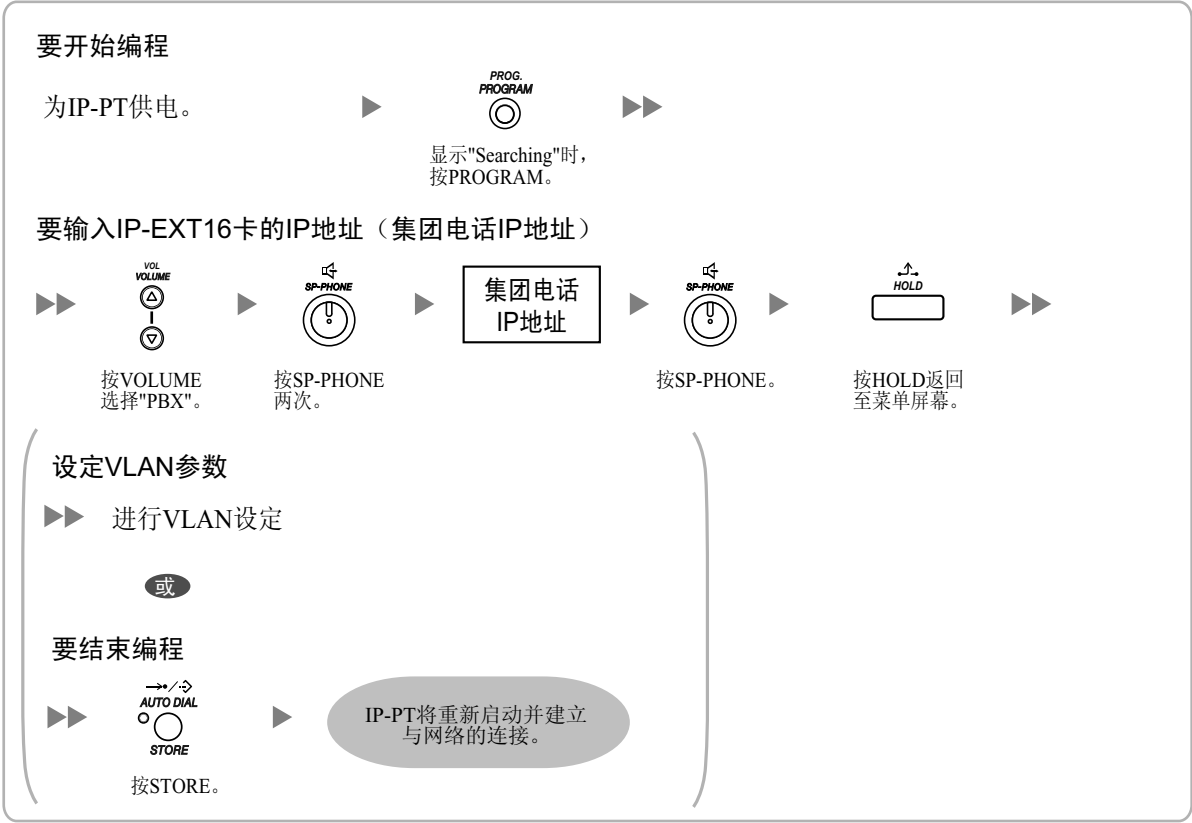 要开始编程
为IP-PT供电。
PROG.
PROGRAM
显示"Searching"时，
按PROGRAM。
要输入IP-EXT16卡的IP地址（集团电话IP地址）
VOL
VOLUME
按VOLUME
选择"PBX"。
SP-PHONE
按SP-PHONE
两次。
集团电话
IP地址
SP-PHONE
按SP-PHONE。
HOLD
按HOLD返回
至菜单屏幕。
设定VLAN参数
进行VLAN设定
或
要结束编程
AUTO DIAL
STORE
按STORE。
IP-PT将重新启动并建立
与网络的连接。